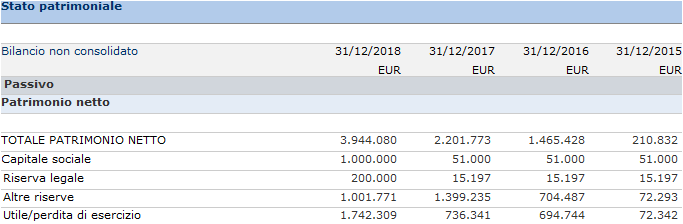 Stato patrimoniale
Bilancio non consolidato 31/12/2018 31/12/2017 31/12/2016 31/12/2015
EUR EUR EUR EUR
Passivo
Patrimonio netto
TOTALE PATRIMONIO NETTO 3.944.080 2.201.773 1.465.428 210.832
Capitale sociale 1.000.000 51.000 51.000 51.000
Riserva legale 200.000 15.197 15.197 15.197
Altre riserve 1.001.771 1.399.235 704.487 72.293
Utile/perdita di esercizio 1.742.309 736.341 694.744 72.342